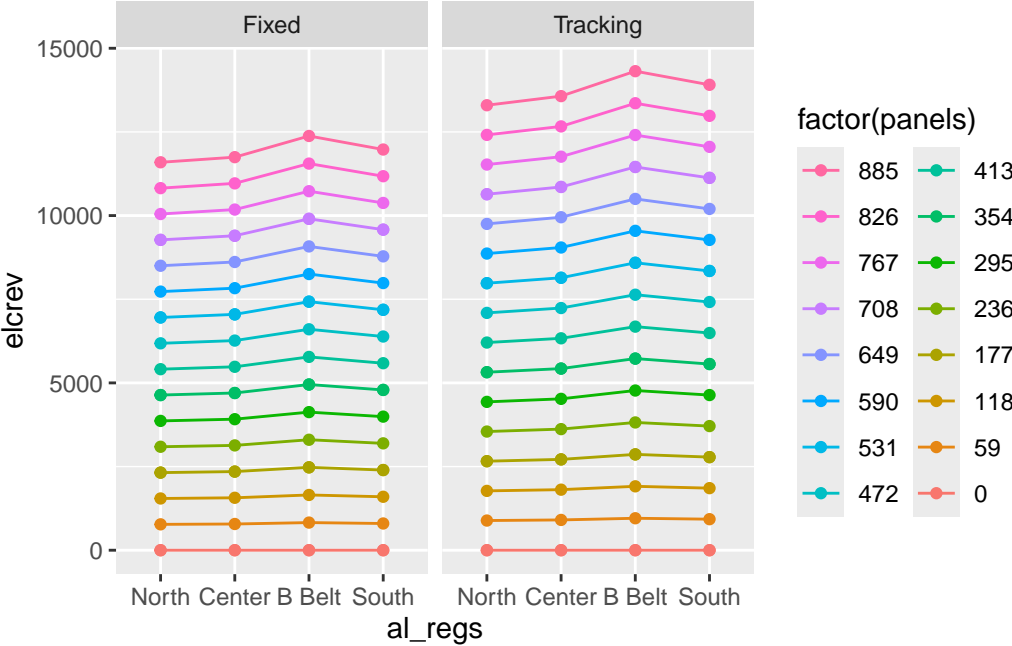 Fixed
Tracking
15000
10000
5000
0
elcrev
North Center B Belt South
North Center B Belt South
al_regs
factor(panels)
885 413
826 354
767 295
708 236
649 177
590 118
531 59
472 0